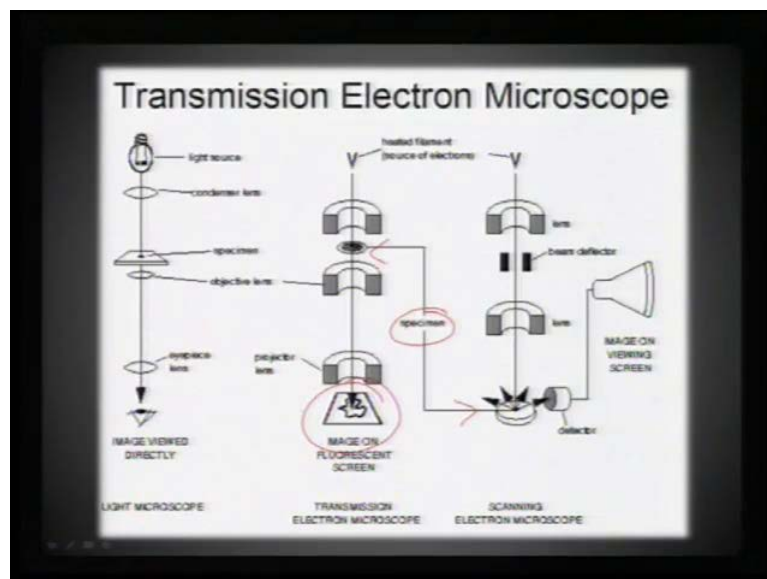 Transmission Electron Microscope
light source
condenser lens
specimen
objective lens
eyepiece
lens
IMAGE VIEWED
DIRECTLY
LIGHT MICROSCOPE
heated filament
(source of electrons)
specimen
projector
lens
IMAGE ON
FLUORESCENT
SCREEN
TRANSMISSION
ELECTRON MICROSCOPE
lens
beam deflector
lens
IMAGE ON
VIEWING
SCREEN
detector
SCANNING
ELECTRON MICROSCOPE